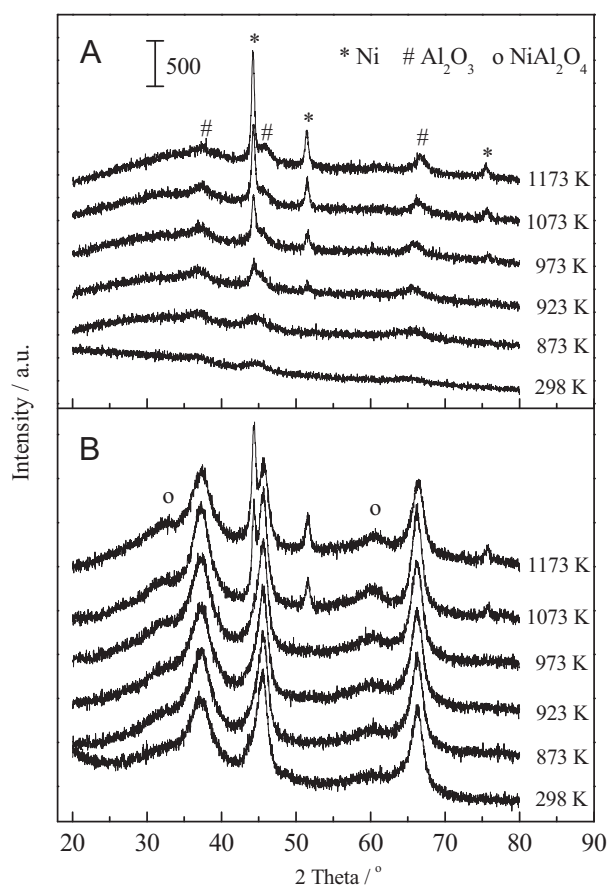 A
500
* Ni # Al₂O₃ o NiAl₂O₄
*
#
#
*
#
*
1173 K
1073 K
973 K
923 K
873 K
298 K
B
o
o
1173 K
1073 K
973 K
923 K
873 K
298 K
20 30 40 50 60 70 80 90
2 Theta / °
Intensity / a.u.